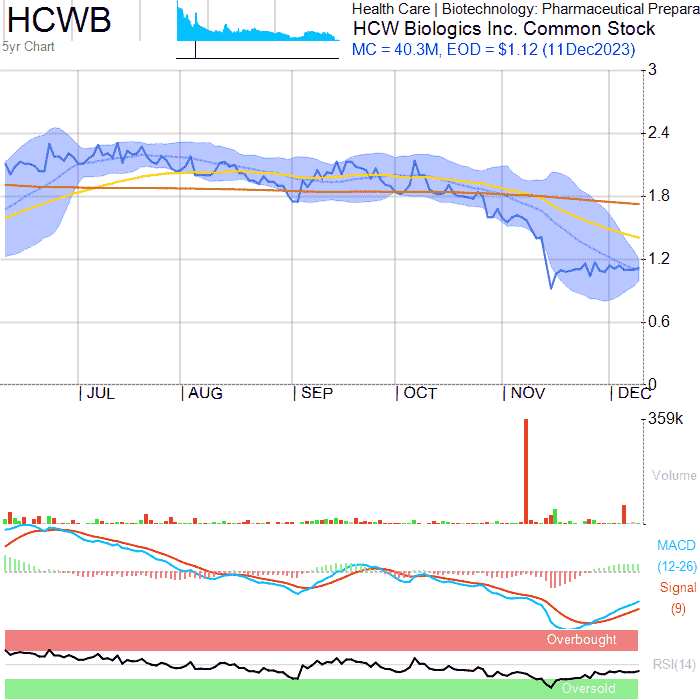 HCWB
5yr Chart
Health Care | Biotechnology: Pharmaceutical Prepara
HCW Biologics Inc. Common Stock
MC = 40.3M, EOD = $1.12 (11Dec2023)
3
2.4
1.8
1.2
0.6
0
JUL AUG SEP OCT NOV DEC
359k
Volume
MACD
(12-26)
Signal
(9)
Overbought
RSI(14)
Oversold